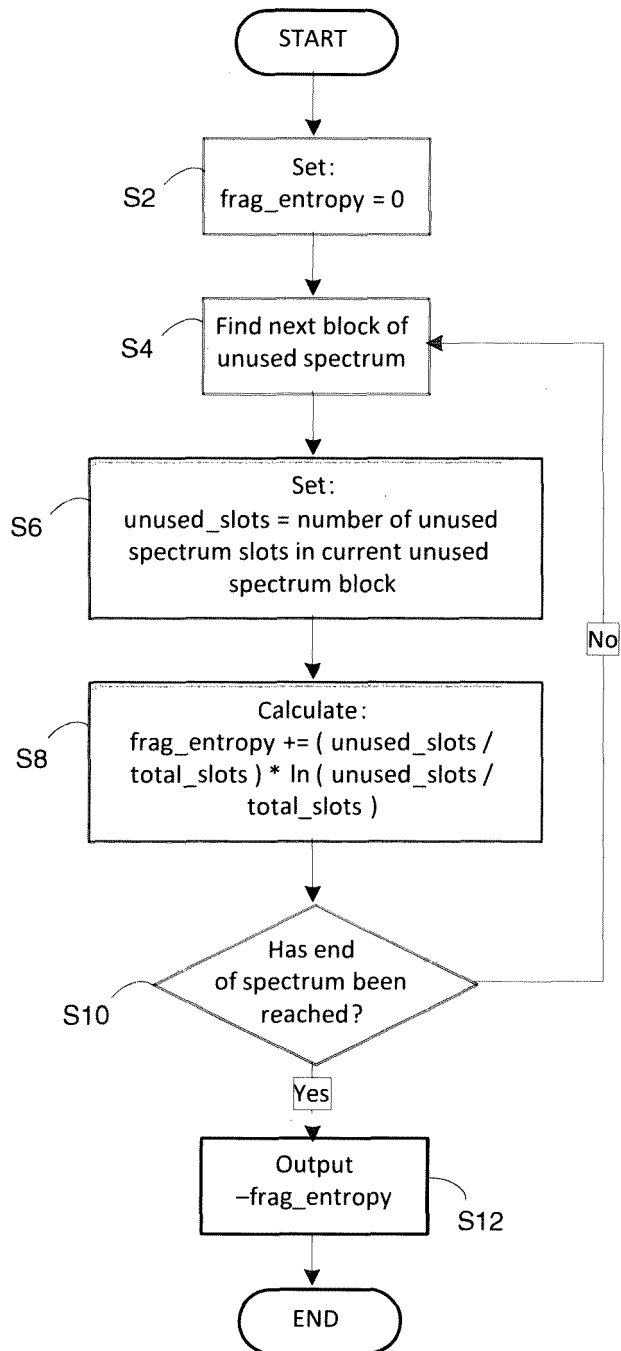 START
Set:
frag_entropy = 0
S2
Find next block of
unused spectrum
S4
Set:
unused_slots = number of unused
spectrum slots in current unused
spectrum block
S6
No
Calculate:
frag_entropy += ( unused_slots /
total_slots ) * ln ( unused_slots /
total_slots )
S8
Has end
of spectrum been
reached?
S10
Yes
Output
–frag_entropy
S12
END